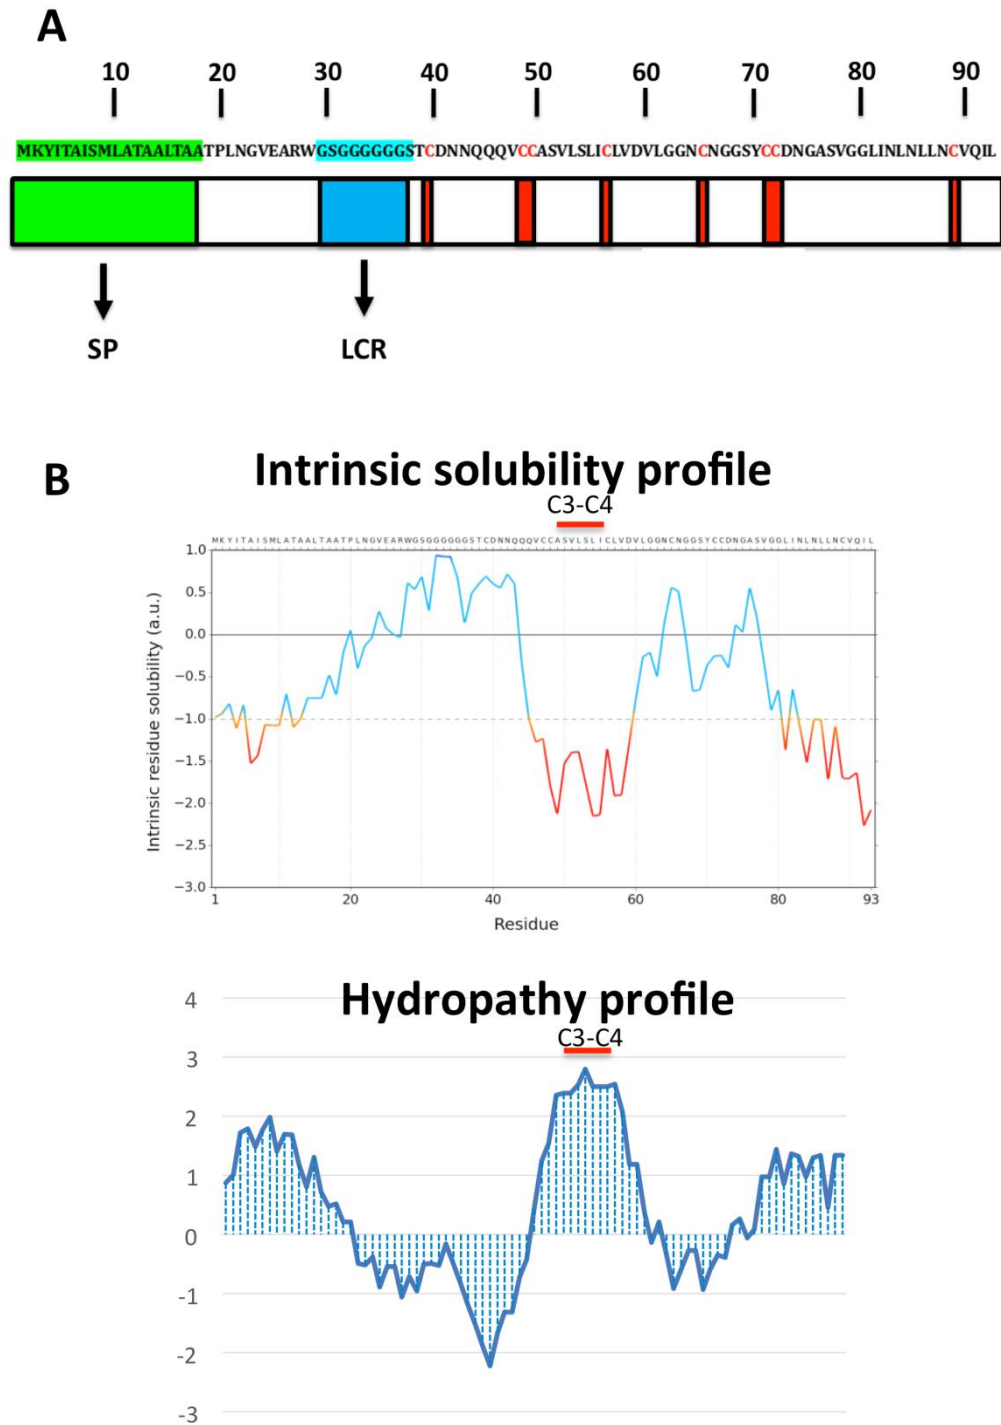 A
10 20 30 40 50 60 70 80 90
MKYITAISMLATAALTAATPLNGVEARWGSGGGGGGSTCDNNQQQVCCASVLSLICLVDVLGGNCNGGSYCCDNGASVGGLINLNLLNCVQIL
SP LCR
B
Intrinsic solubility profile
C3-C4
MKYITAISMLATAALTAATPLNGVEARWGSGGGGGGSTCDNNQQQVCCASVLSLICLVDVLGGNCNGGSYCCDNGASVGGLINLNLLNCVQIL
1.0
0.5
0.0
−0.5
−1.0
−1.5
−2.0
−2.5
−3.0
Intrinsic residue solubility (a.u.)
1 20 40 60 80 93
Residue
Hydropathy profile
C3-C4
4
3
2
1
0
-1
-2
-3